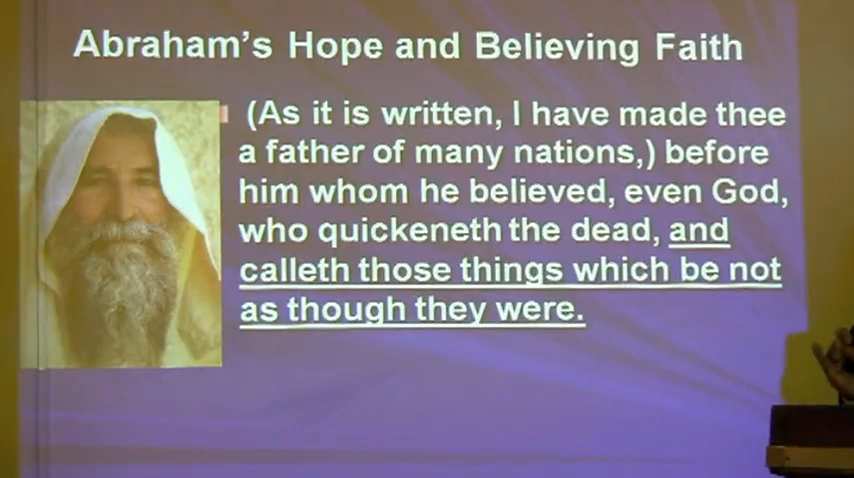 Abraham's Hope and Believing Faith
(As it is written, I have made thee
a father of many nations,) before
him whom he believed, even God,
who quickeneth the dead, and
calleth those things which be not
as though they were.